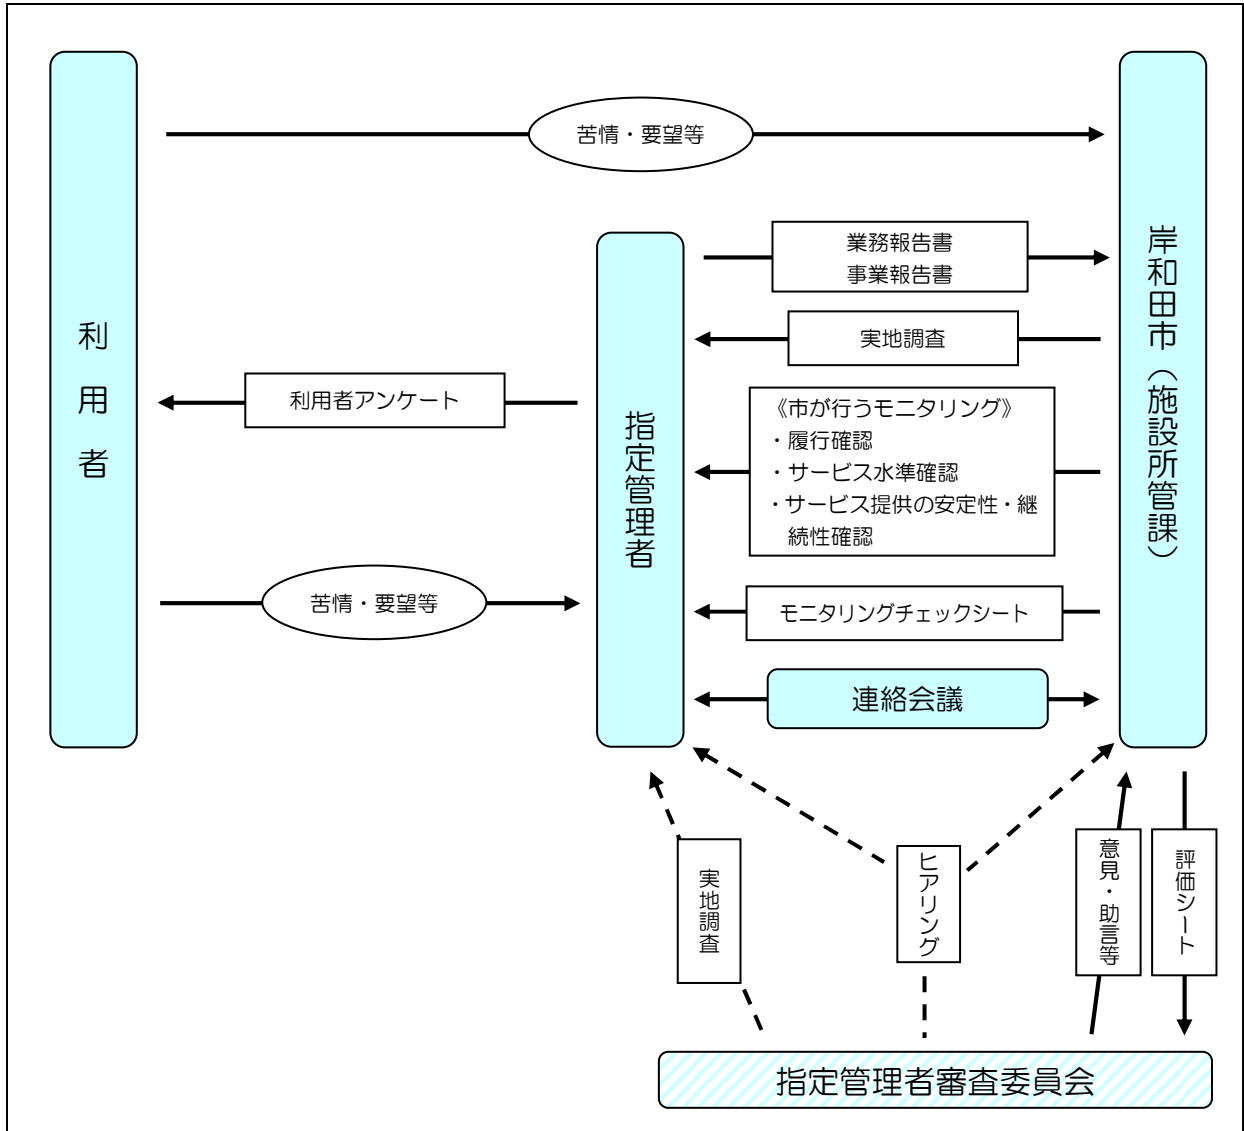 苦情・要望等
業務報告書
事業報告書
実地調査
利用者
利用者アンケート
指定管理者
《市が行うモニタリング》
・履行確認
・サービス水準確認
・サービス提供の安定性・継
続性確認
岸和田市（施設所管課）
苦情・要望等
モニタリングチェックシート
連絡会議
実地調査
ヒアリング
意見・助言等
評価シート
指定管理者審査委員会